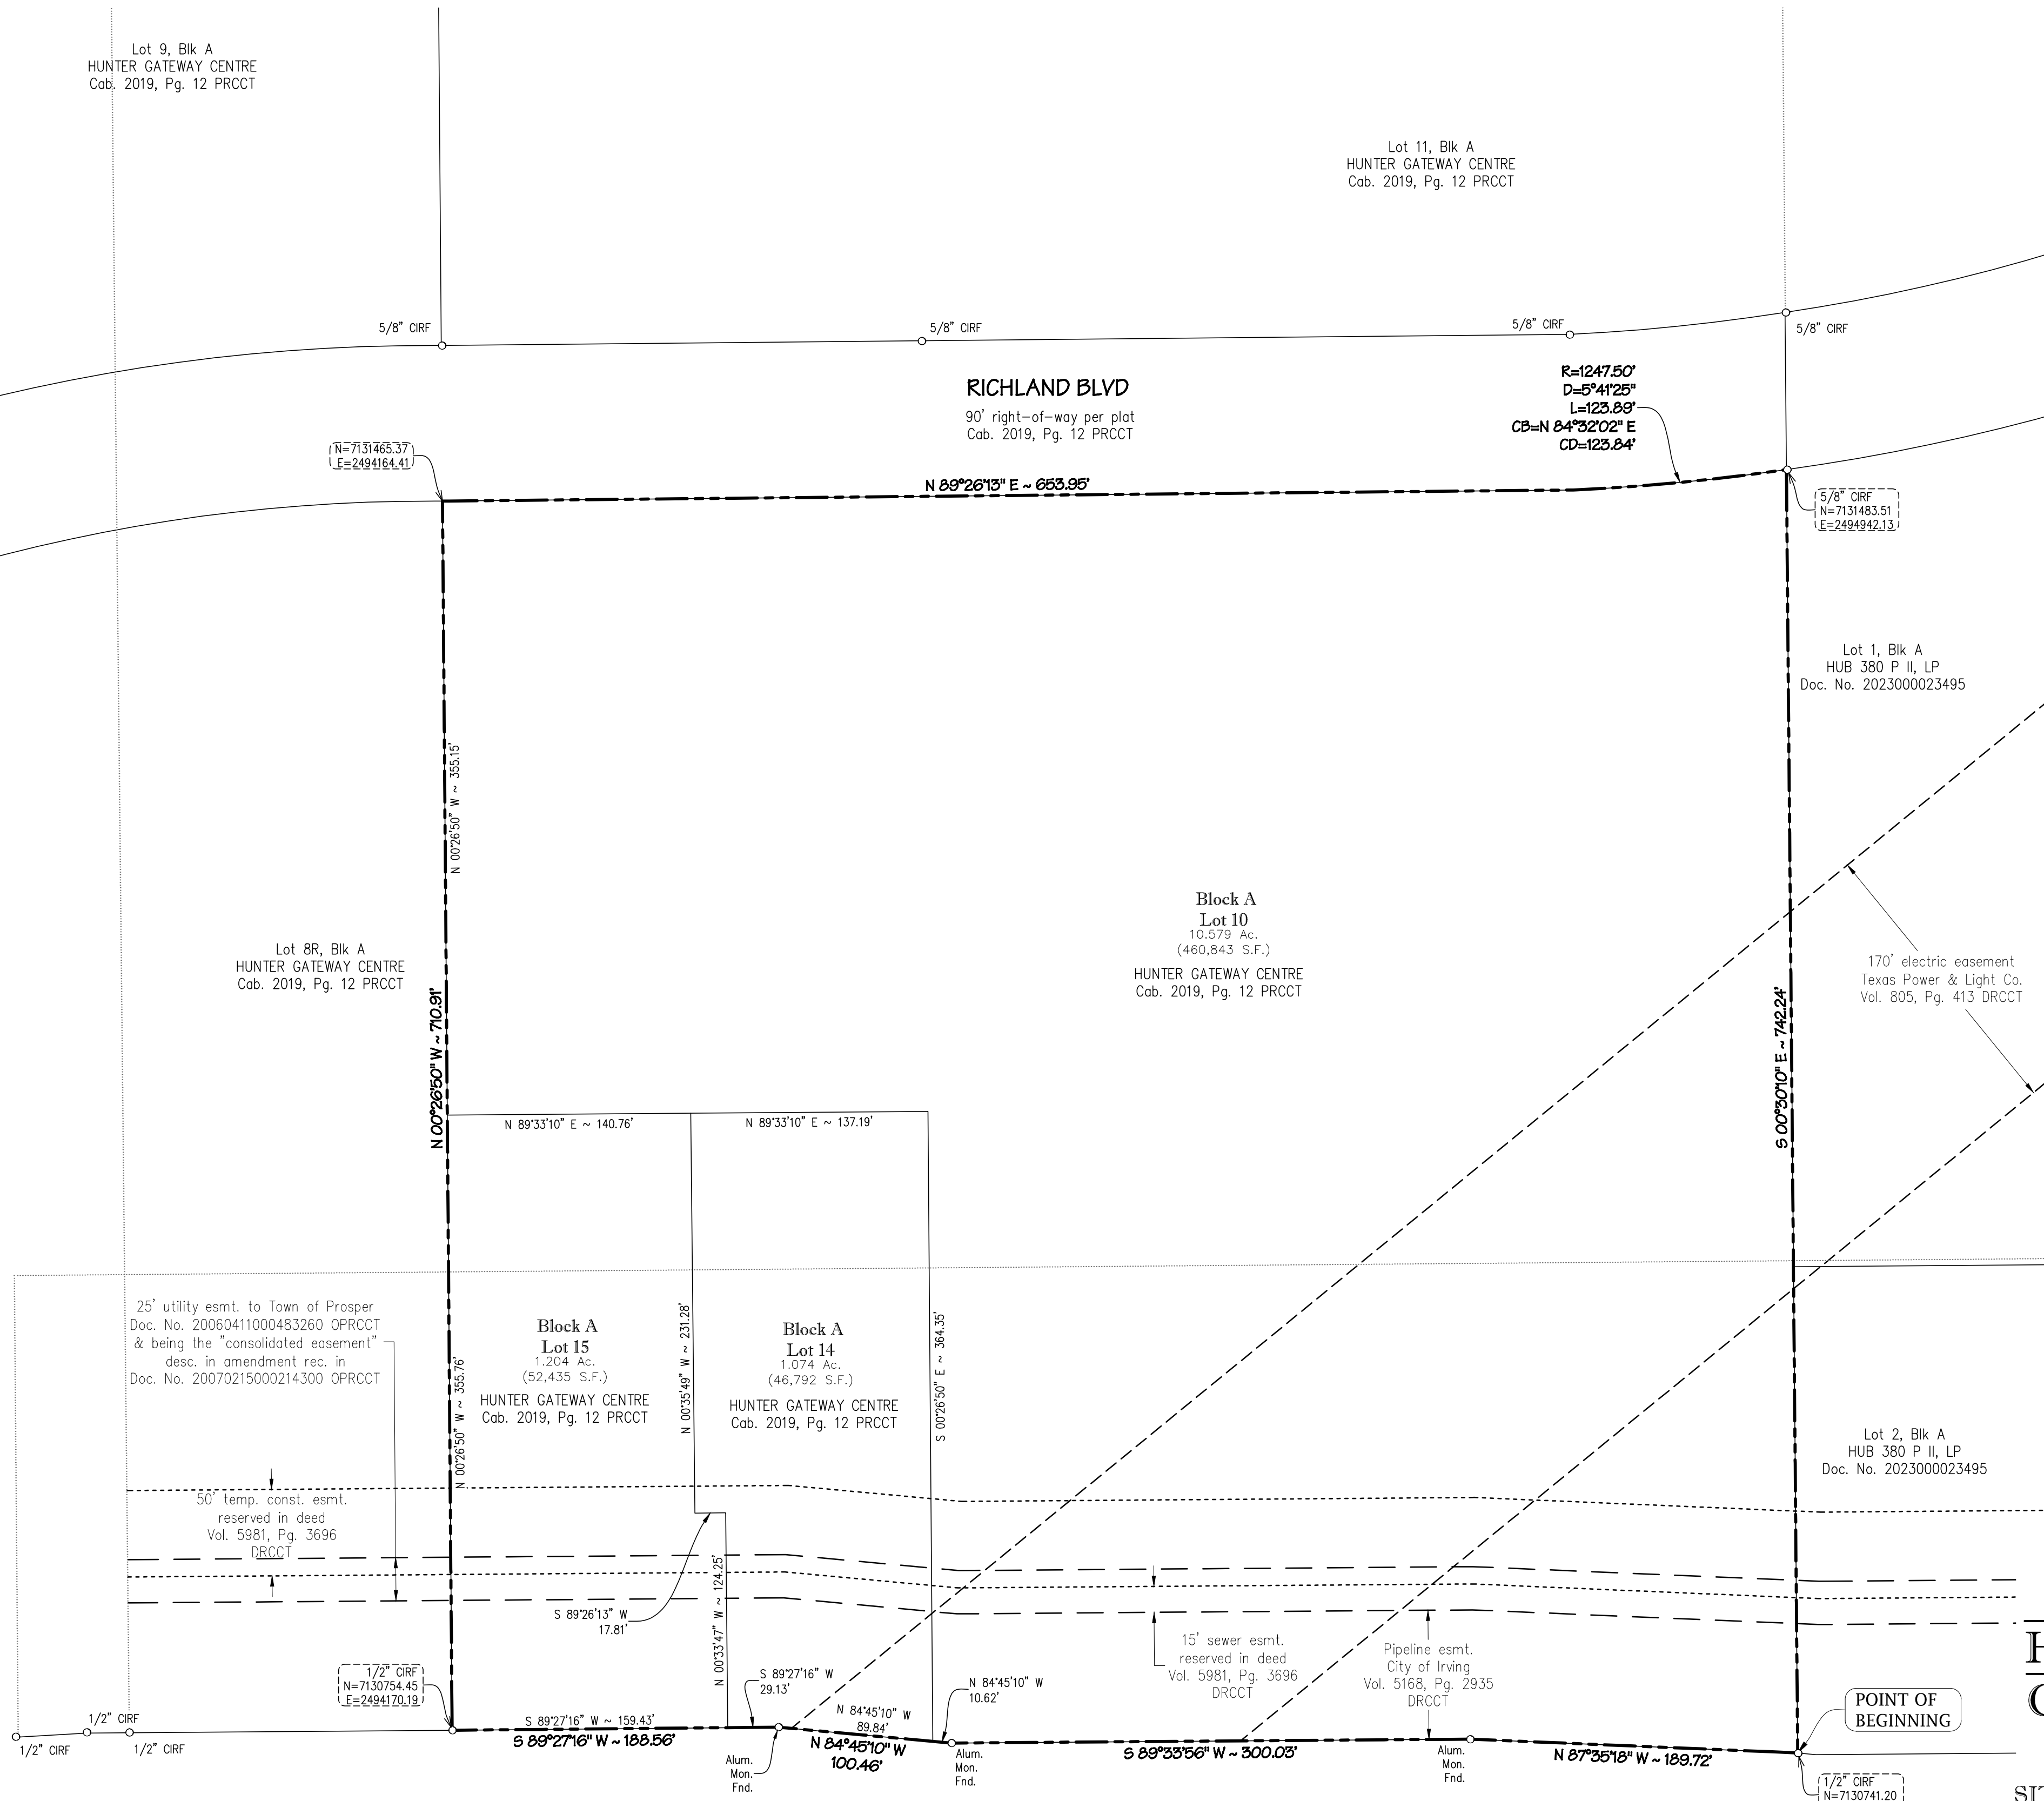 Lot 9, Blk A
HUNTER GATEWAY CENTRE
Cab. 2019, Pg. 12 PRCCT
Lot 11, Blk A
HUNTER GATEWAY CENTRE
Cab. 2019, Pg. 12 PRCCT
5/8" CIRF
5/8" CIRF
5/8" CIRF
5/8" CIRF
RICHLAND BLVD
90' right-of-way per plat
Cab. 2019, Pg. 12 PRCCT
R=1247.50'
D=5°41'25"
L=123.89'
CB=N 84°32'02" E
CD=123.84'
N=7131465.37
E=2494164.41
N 89°26'13" E ~ 653.95'
5/8" CIRF
N=7131483.51
E=2494942.13
Lot 1, Blk A
HUB 380 P II, LP
Doc. No. 2023000023495
N 00°26'50" W ~ 355.15'
Block A
Lot 10
10.579 Ac.
(460,843 S.F.)
HUNTER GATEWAY CENTRE
Cab. 2019, Pg. 12 PRCCT
Lot 8R, Blk A
HUNTER GATEWAY CENTRE
Cab. 2019, Pg. 12 PRCCT
170' electric easement
Texas Power & Light Co.
Vol. 805, Pg. 413 DRCCT
N 00°26'50" W ~ 710.91'
S 00°30'10" E ~ 742.24'
N 89°33'10" E ~ 140.76'
N 89°33'10" E ~ 137.19'
25' utility esmt. to Town of Prosper
Doc. No. 20060411000483260 OPRCCT
& being the "consolidated easement"
desc. in amendment rec. in
Doc. No. 20070215000214300 OPRCCT
N 00°26'50" W ~ 355.76'
Block A
Lot 15
1.204 Ac.
(52,435 S.F.)
HUNTER GATEWAY CENTRE
Cab. 2019, Pg. 12 PRCCT
N 00°35'49" W ~ 231.28'
Block A
Lot 14
1.074 Ac.
(46,792 S.F.)
HUNTER GATEWAY CENTRE
Cab. 2019, Pg. 12 PRCCT
S 00°26'50" E ~ 364.35'
Lot 2, Blk A
HUB 380 P II, LP
Doc. No. 2023000023495
50' temp. const. esmt.
reserved in deed
Vol. 5981, Pg. 3696
DRCCT
S 89°26'13" W
17.81'
N 00°33'47" W ~ 124.25'
15' sewer esmt.
reserved in deed
Vol. 5981, Pg. 3696
DRCCT
Pipeline esmt.
City of Irving
Vol. 5168, Pg. 2935
DRCCT
1/2" CIRF
N=7130754.45
E=2494170.19
S 89°27'16" W
29.13'
N 84°45'10" W
10.62'
N 84°45'10" W
89.84'
POINT OF
BEGINNING
1/2" CIRF
1/2" CIRF
1/2" CIRF
S 89°27'16" W ~ 159.43'
S 89°27'16" W ~ 188.56'
Alum.
Mon.
Fnd.
N 84°45'10" W
100.46'
Alum.
Mon.
Fnd.
S 89°33'56" W ~ 300.03'
Alum.
Mon.
Fnd.
N 87°35'18" W ~ 189.72'
1/2" CIRF
N=7130741.20